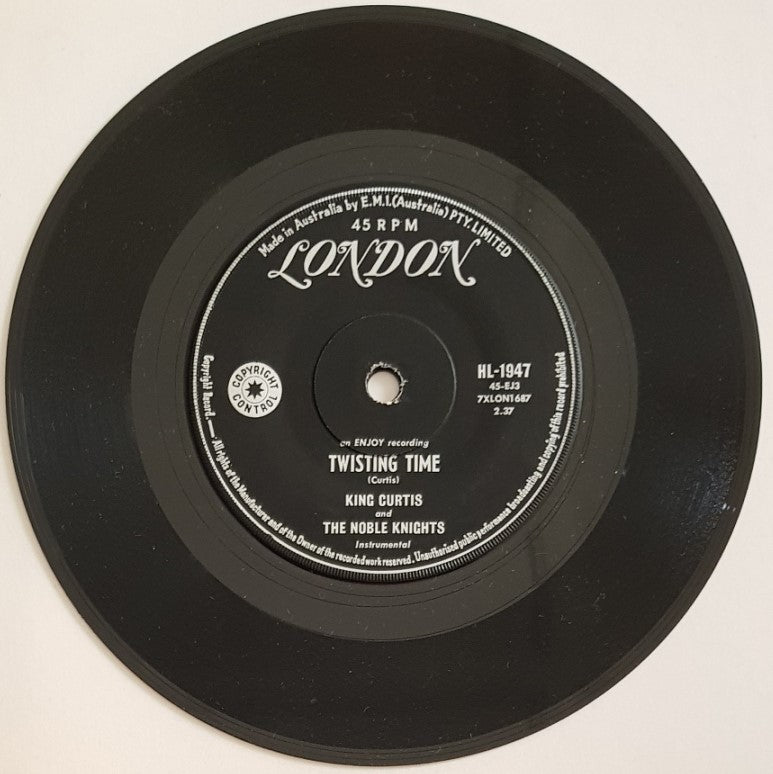 Made in Australia by E.M.I.(Australia) PTY. LIMITED
45 RPM
LONDON
COPYRIGHT CONTROL
HL-1947
45-EJ3
7XLON1687
2.37
an ENJOY recording
TWISTING TIME
(Curtis)
KING CURTIS
and
THE NOBLE KNIGHTS
Instrumental
Copyright Record. — All rights of the Manufacturer and of the Owner of the recorded work reserved. Unauthorised public performance broadcasting and copying of this record prohibited